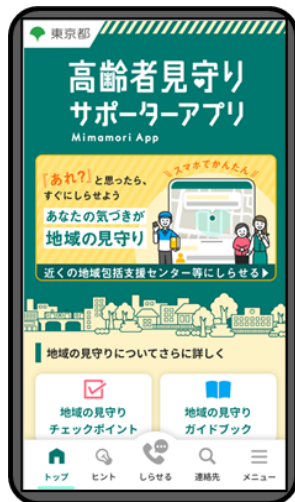 東京都
高齢者見守り
サポーターアプリ
Mimamori App
「あれ?」と思ったら、
すぐにしらせよう
あなたの気づきが
地域の見守り
スマホでかんたん
近くの地域包括支援センター等にしらせる▶
地域の見守りについてさらに詳しく
地域の見守り
チェックポイント
地域の見守り
ガイドブック
トップ
ヒント
しらせる
連絡先
メニュー